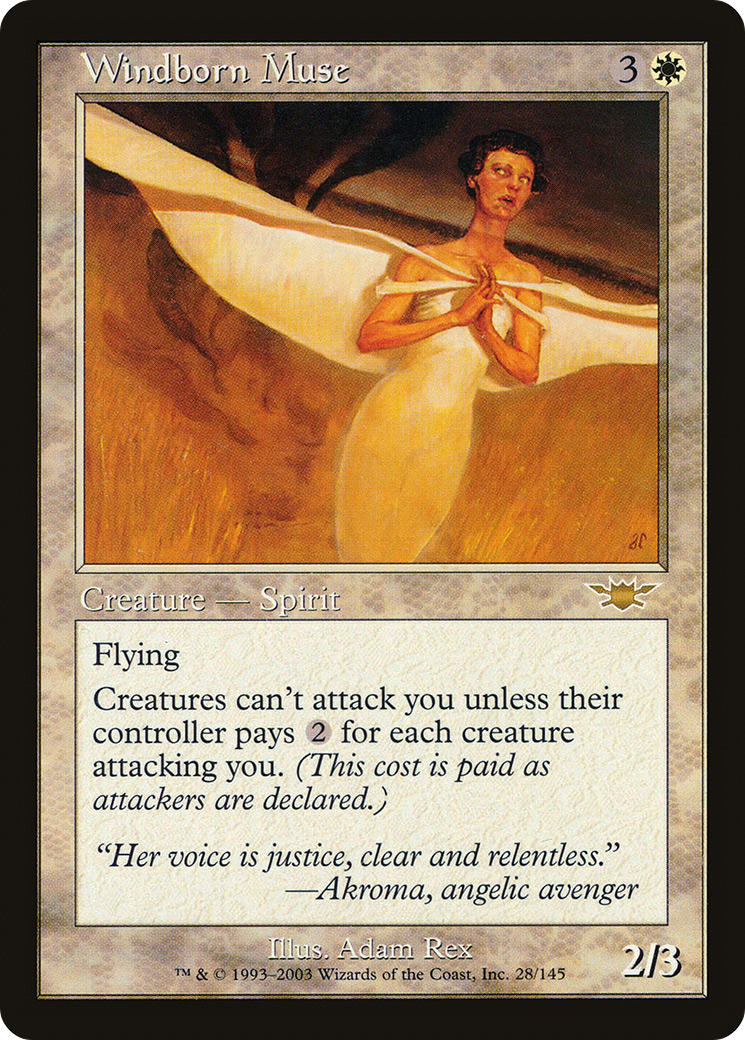 Windborn Muse 3
Creature — Spirit
Flying
Creatures can't attack you unless their
controller pays 2 for each creature
attacking you. (This cost is paid as
attackers are declared.)
“Her voice is justice, clear and relentless.”
—Akroma, angelic avenger
Illus. Adam Rex
™ & © 1993–2003 Wizards of the Coast, Inc. 28/145
2/3